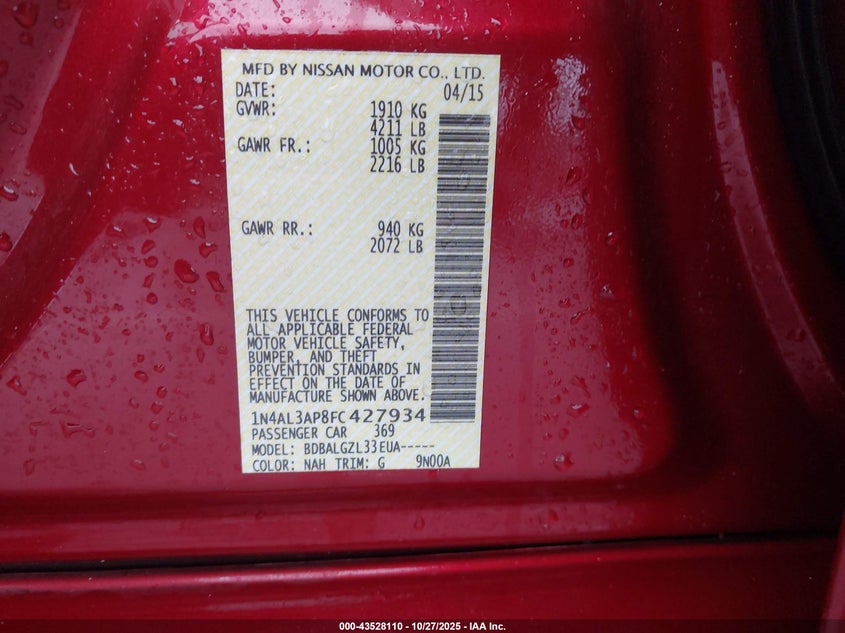 MFD BY NISSAN MOTOR CO., LTD.
DATE: 04/15
GVWR: 1910 KG
4211 LB
GAWR FR.: 1005 KG
2216 LB
GAWR RR.: 940 KG
2072 LB
THIS VEHICLE CONFORMS TO
ALL APPLICABLE FEDERAL
MOTOR VEHICLE SAFETY,
BUMPER, AND THEFT
PREVENTION STANDARDS IN
EFFECT ON THE DATE OF
MANUFACTURE SHOWN ABOVE.
1N4AL3AP8FC427934
PASSENGER CAR 369
MODEL: BDBALGZL33EUA-----
COLOR: NAH TRIM: G 9N00A
000-43528110 - 10/27/2025 - IAA Inc.